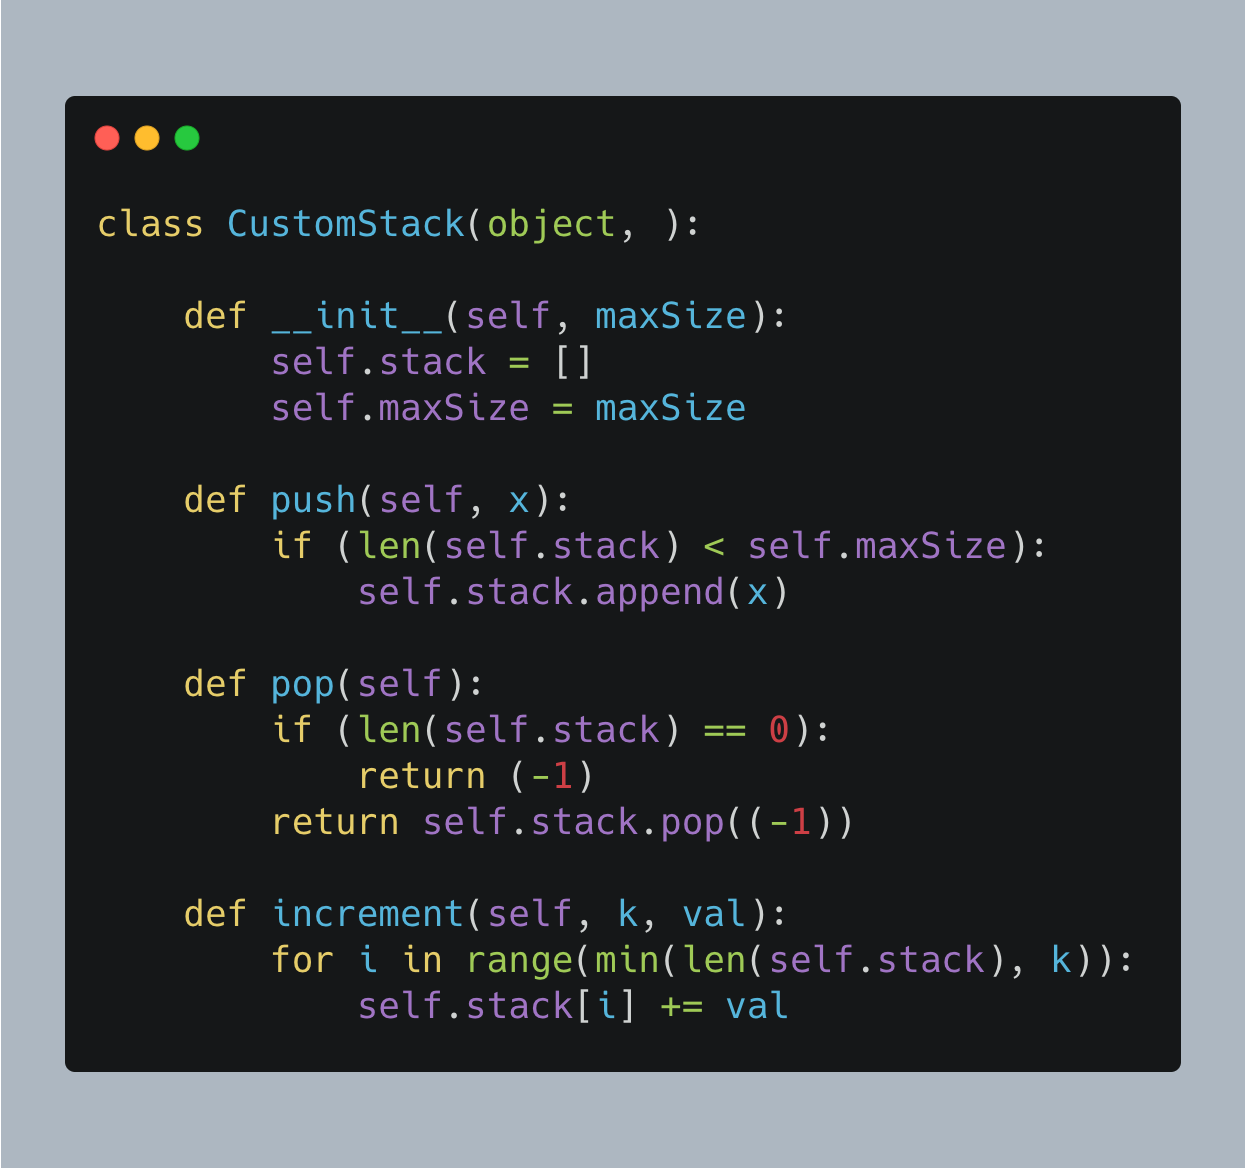 class CustomStack(object, ):
    def __init__(self, maxSize):
        self.stack = []
        self.maxSize = maxSize
    def push(self, x):
        if (len(self.stack) < self.maxSize):
            self.stack.append(x)
    def pop(self):
        if (len(self.stack) == 0):
            return (-1)
        return self.stack.pop((-1))
    def increment(self, k, val):
        for i in range(min(len(self.stack), k)):
            self.stack[i] += val